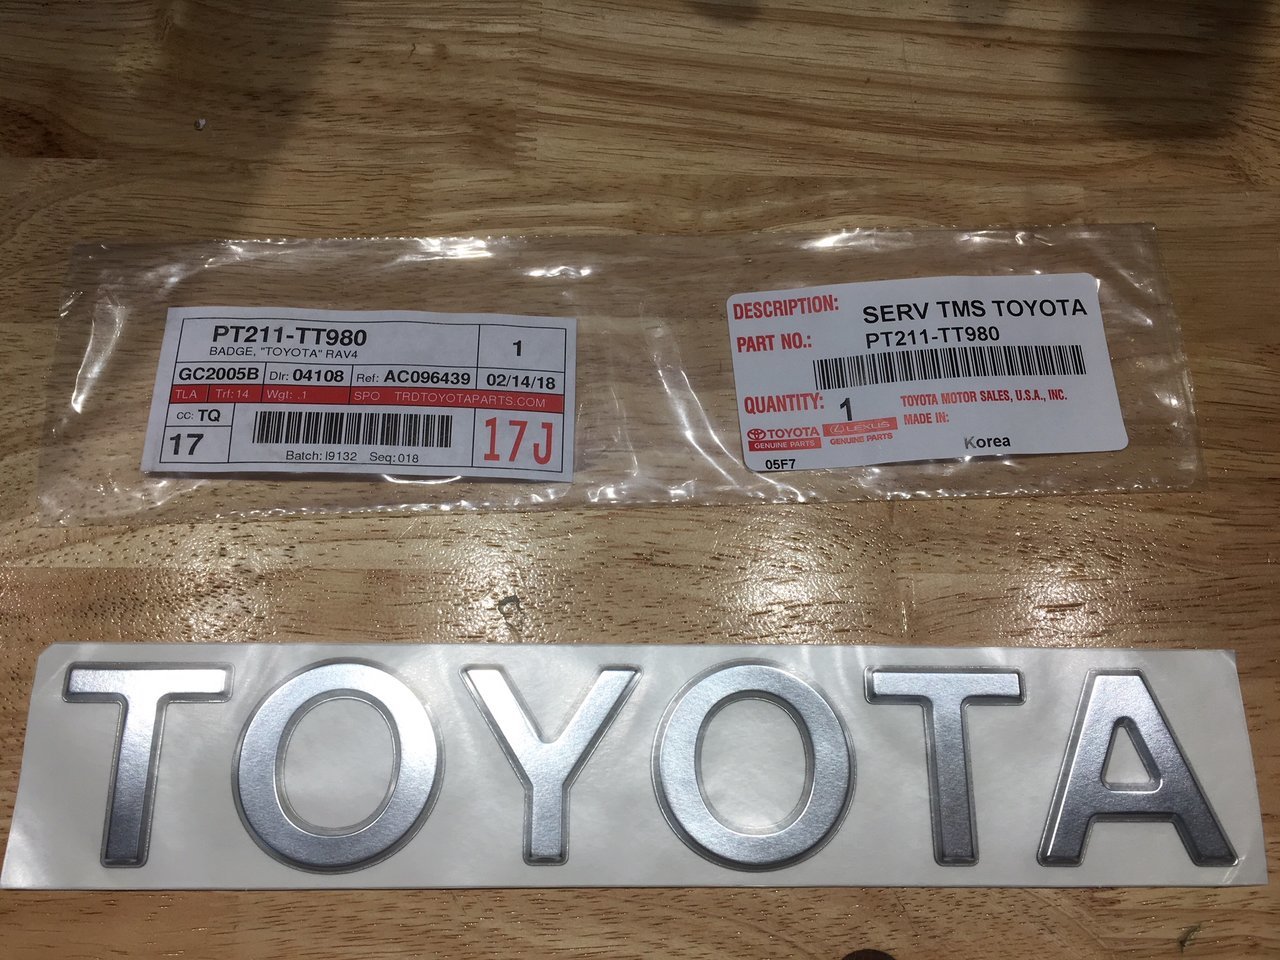 PT211-TT980
BADGE, "TOYOTA" RAV4
1
GC2005B Dlr: 04108 Ref: AC096439 02/14/18
TLA Trf: 14 Wgt: .1 SPO TRDTOYOTAPARTS.COM
CC: TQ
17
17J
Batch: I9132 Seq: 018
DESCRIPTION: SERV TMS TOYOTA
PART NO.: PT211-TT980
QUANTITY: 1
TOYOTA MOTOR SALES, U.S.A., INC.
MADE IN:
Korea
TOYOTA
GENUINE PARTS
LEXUS
GENUINE PARTS
05F7
TOYOTA